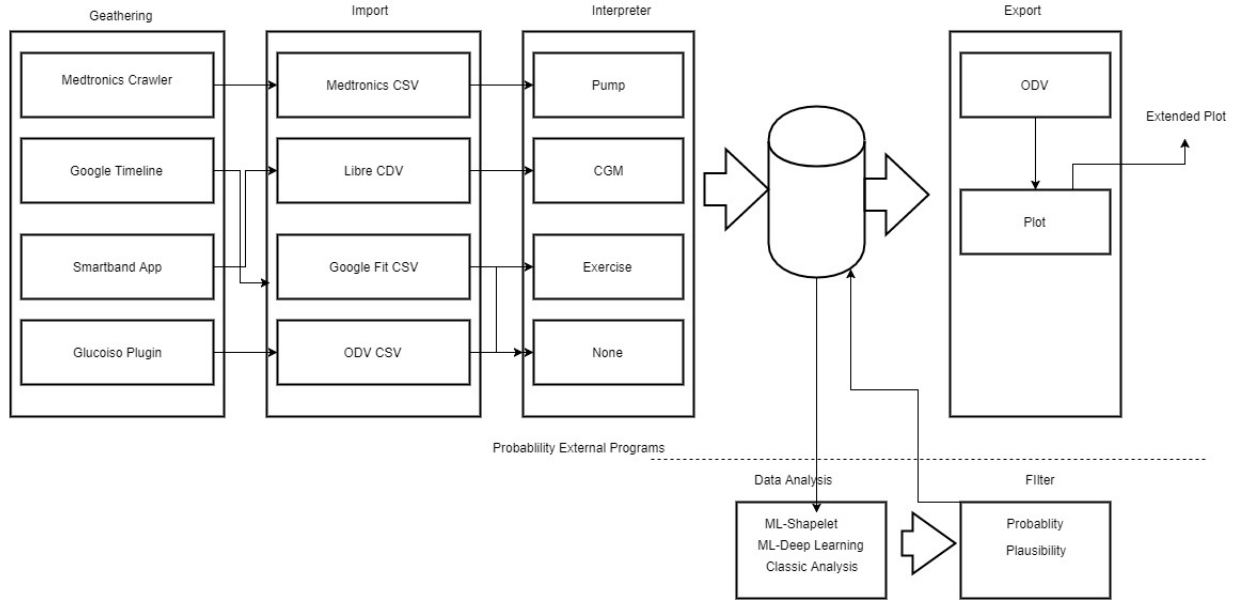 Geathering
Import
Interpreter
Export
Medtronics Crawler
Medtronics CSV
Pump
ODV
Extended Plot
Google Timeline
Libre CDV
CGM
Plot
Smartband App
Google Fit CSV
Exercise
Glucoiso Plugin
ODV CSV
None
Probablility External Programs
Data Analysis
FIlter
ML-Shapelet
ML-Deep Learning
Classic Analysis
Probablity
Plausibility